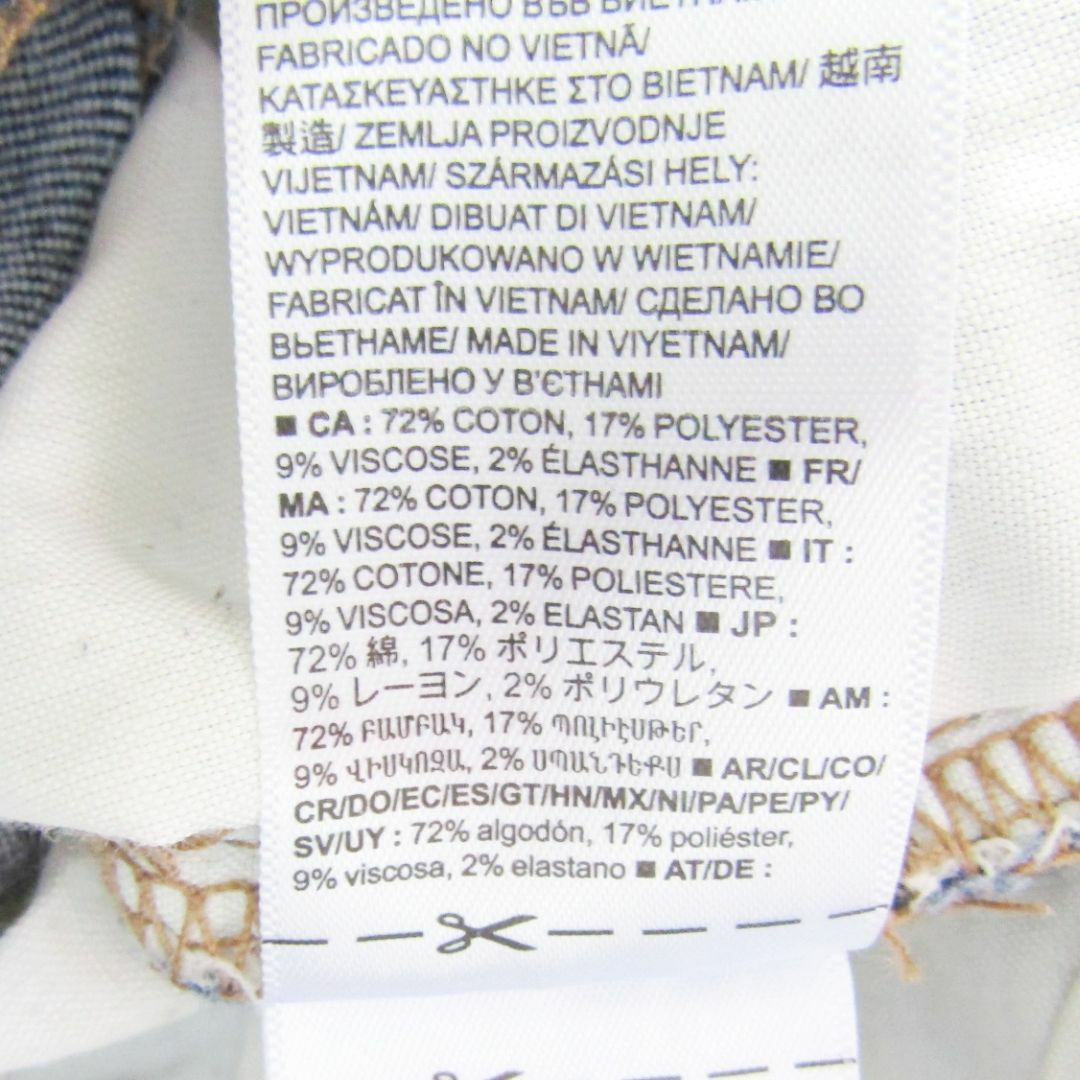 ПРОИЗВЕДЕНО ВЪВ ВИЕТНАМ/
FABRICADO NO VIETNÃ/
ΚΑΤΑΣΚΕΥΑΣΤΗΚΕ ΣΤΟ ΒΙΕΤΝΑΜ/ 越南
製造/ ZEMLJA PROIZVODNJE
VIJETNAM/ SZÁRMAZÁSI HELY:
VIETNÁM/ DIBUAT DI VIETNAM/
WYPRODUKOWANO W WIETNAMIE/
FABRICAT ÎN VIETNAM/ СДЕЛАНО ВО
ВЬЕТНАМЕ/ MADE IN VIYETNAM/
ВИРОБЛЕНО У В'ЄТНАМІ
■ CA : 72% COTON, 17% POLYESTER,
9% VISCOSE, 2% ÉLASTHANNE ■ FR/
MA : 72% COTON, 17% POLYESTER,
9% VISCOSE, 2% ÉLASTHANNE ■ IT :
72% COTONE, 17% POLIESTERE,
9% VISCOSA, 2% ELASTAN ■ JP :
72% 綿, 17% ポリエステル,
9% レーヨン, 2% ポリウレタン ■ AM :
72% ԲԱՄԲԱԿ, 17% ՊՈԼԻԷՍԹԵՐ,
9% ՎԻՍԿՈԶԱ, 2% ՍՊԱՆԴԵՔՍ ■ AR/CL/CO/
CR/DO/EC/ES/GT/HN/MX/NI/PA/PE/PY/
SV/UY : 72% algodón, 17% poliéster,
9% viscosa, 2% elastano ■ AT/DE :